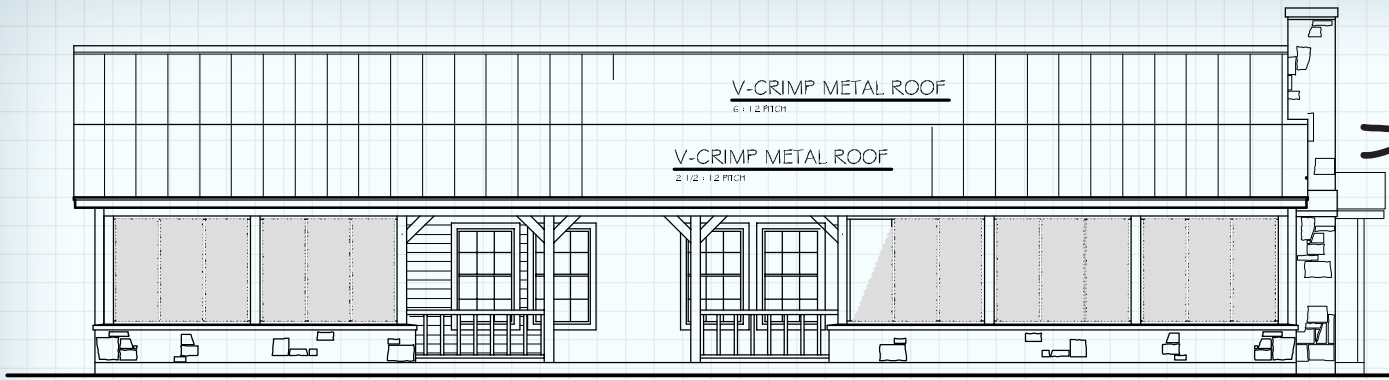 V-CRIMP METAL ROOF
6 : 12 PITCH
V-CRIMP METAL ROOF
2 1/2 : 12 PITCH